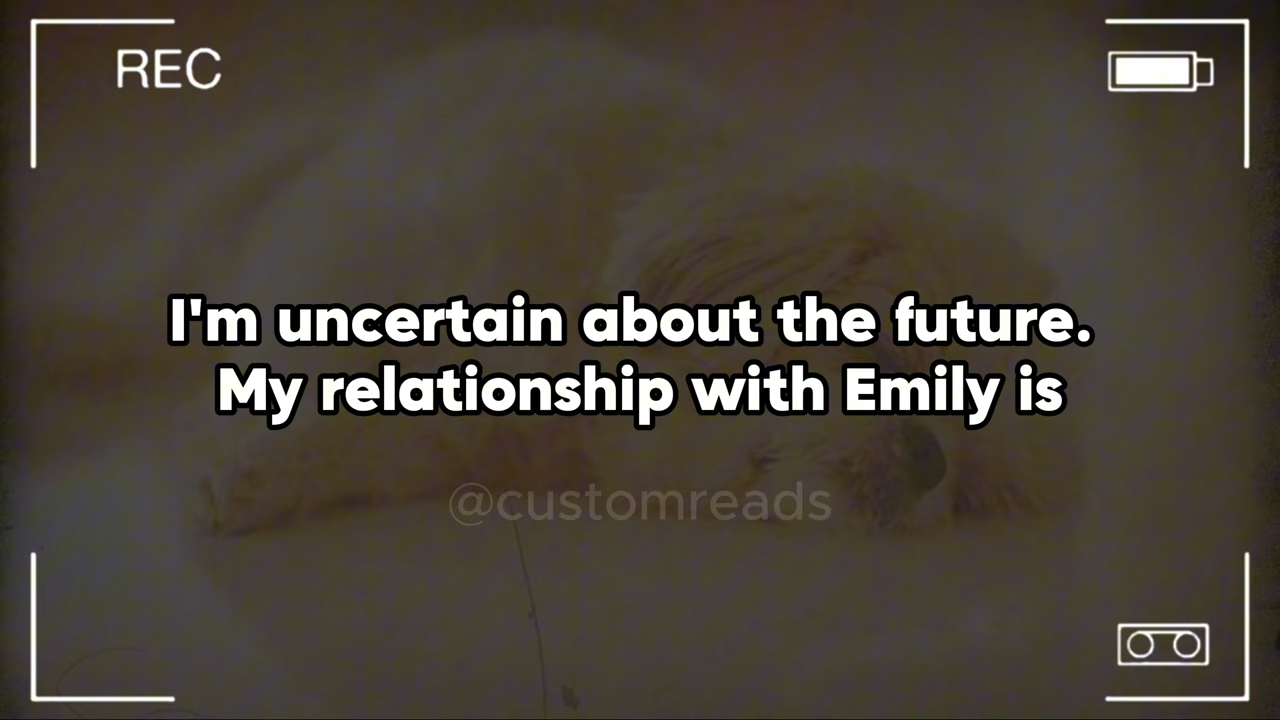 REC
I'm uncertain about the future.
My relationship with Emily is
@customreads